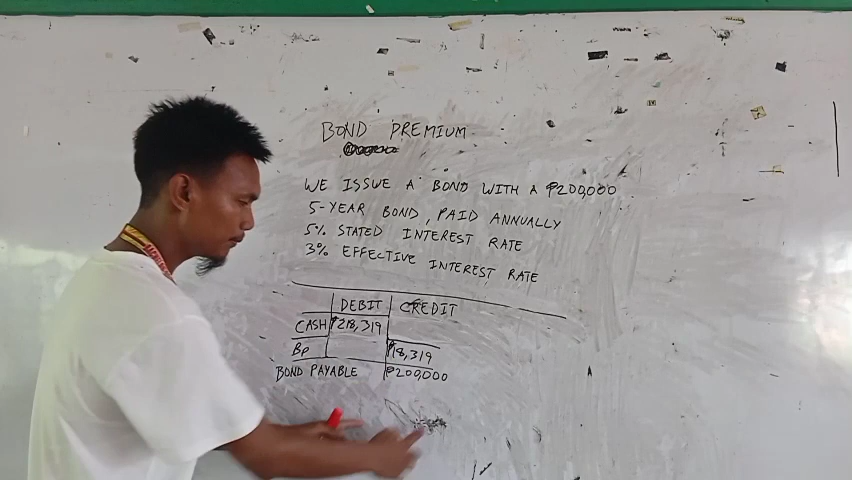 BOND PREMIUM
WE ISSUE A BOND WITH A ₱200,000
5-YEAR BOND, PAID ANNUALLY
5% STATED INTEREST RATE
3% EFFECTIVE INTEREST RATE
DEBIT CREDIT
CASH ₱218,319
BP ₱18,319
BOND PAYABLE ₱200,000